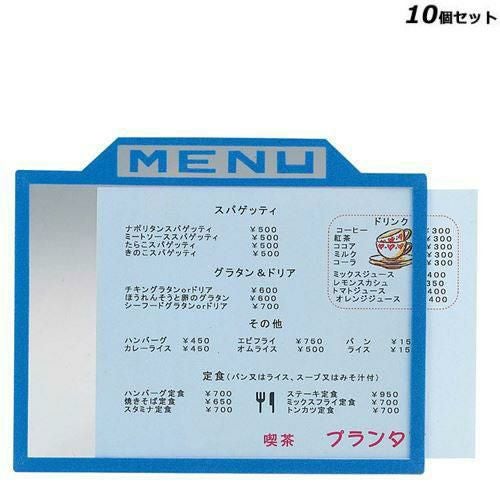 10個セット
MENU
スパゲッティ
ナポリタンスパゲッティ ￥500
ミートソーススパゲッティ ￥500
たらこスパゲッティ ￥500
きのこスパゲッティ ￥500
グラタン＆ドリア
チキングラタンorドリア ￥600
ほうれんそうと卵のグラタン ￥600
シーフードグラタンorドリア ￥700
ドリンク
コーヒー ￥300
紅茶 ￥300
ココア ￥300
ミルク ￥300
コーラ ￥300
ミックスジュース 400
レモンスカシュ 350
トマトジュース 400
オレンジジュース ￥400
その他
ハンバーグ ￥450 エビフライ ￥750 パン ￥15
カレーライス ￥450 オムライス ￥500 ライス ￥15
定食（パン又はライス、スープ又はみそ汁付）
ハンバーグ定食 ￥700 ステーキ定食 ￥950
焼きそば定食 ￥650 ミックスフライ定食 ￥700
スタミナ定食 ￥700 トンカツ定食 ￥700
喫茶 プランタ